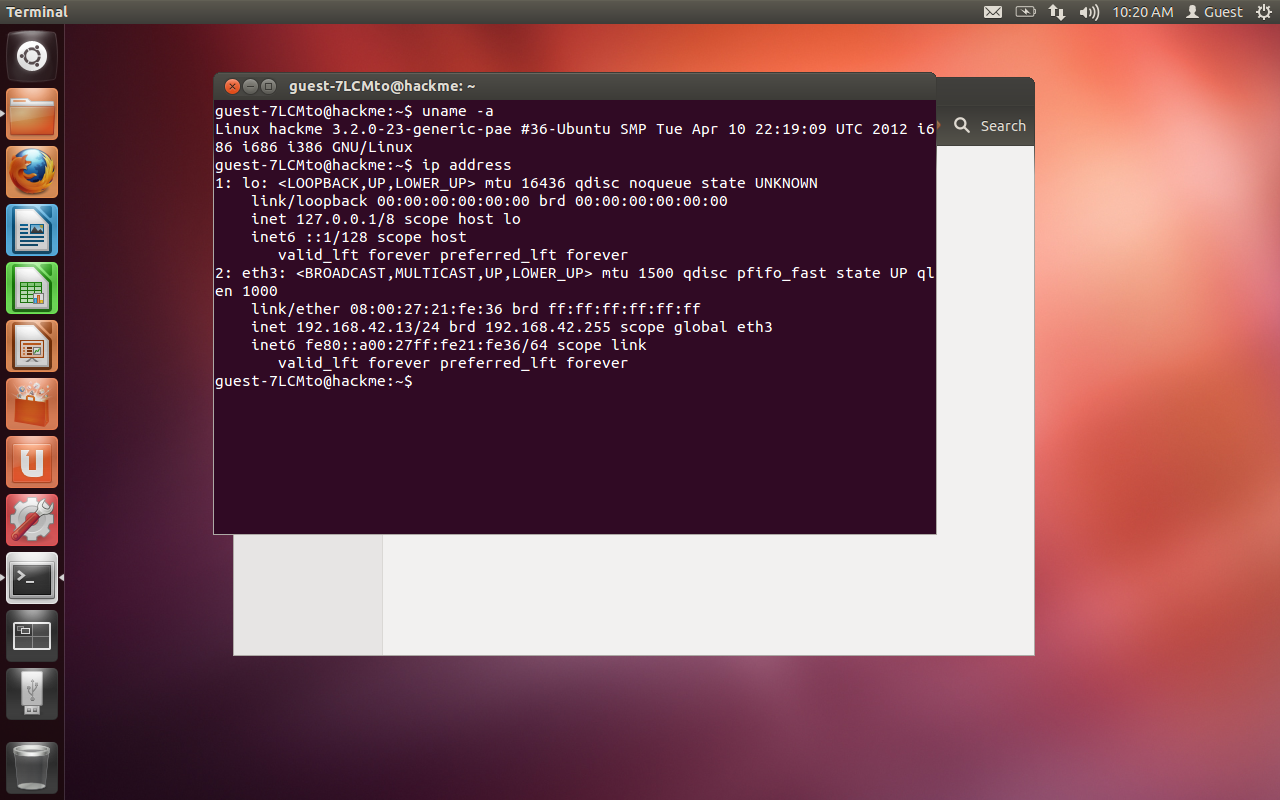 Terminal
10:20 AM
Guest
guest-7LCMto@hackme: ~
Search
guest-7LCMto@hackme:~$ uname -a
Linux hackme 3.2.0-23-generic-pae #36-Ubuntu SMP Tue Apr 10 22:19:09 UTC 2012 i6
86 i686 i386 GNU/Linux
guest-7LCMto@hackme:~$ ip address
1: lo: <LOOPBACK,UP,LOWER_UP> mtu 16436 qdisc noqueue state UNKNOWN
    link/loopback 00:00:00:00:00:00 brd 00:00:00:00:00:00
    inet 127.0.0.1/8 scope host lo
    inet6 ::1/128 scope host
       valid_lft forever preferred_lft forever
2: eth3: <BROADCAST,MULTICAST,UP,LOWER_UP> mtu 1500 qdisc pfifo_fast state UP ql
en 1000
    link/ether 08:00:27:21:fe:36 brd ff:ff:ff:ff:ff:ff
    inet 192.168.42.13/24 brd 192.168.42.255 scope global eth3
    inet6 fe80::a00:27ff:fe21:fe36/64 scope link
       valid_lft forever preferred_lft forever
guest-7LCMto@hackme:~$